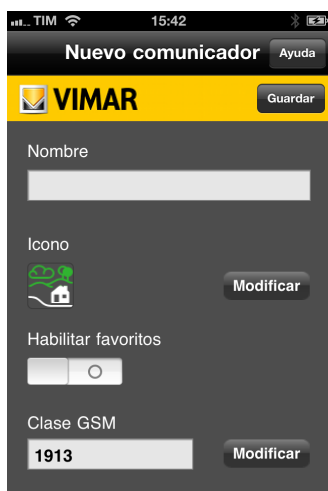 TIM 15:42
Nuevo comunicador Ayuda
VIMAR Guardar
Nombre
Icono
Modificar
Habilitar favoritos
Clase GSM
1913 Modificar